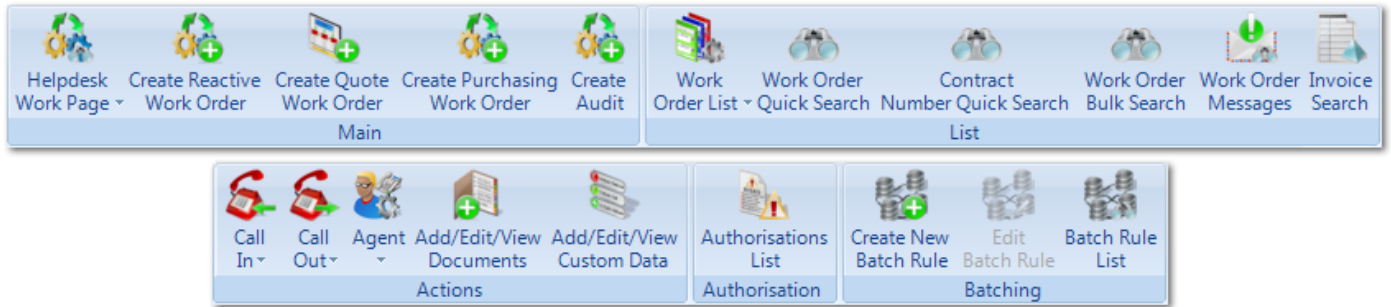 Helpdesk
Work Page
Create Reactive
Work Order
Create Quote
Work Order
Create Purchasing
Work Order
Create
Audit
Main
Work
Order List
Work Order
Quick Search
Contract
Number Quick Search
Work Order
Bulk Search
Work Order
Messages
Invoice
Search
List
Call
In
Call
Out
Agent
Add/Edit/View
Documents
Add/Edit/View
Custom Data
Actions
Authorisations
List
Authorisation
Create New
Batch Rule
Edit
Batch Rule
Batch Rule
List
Batching